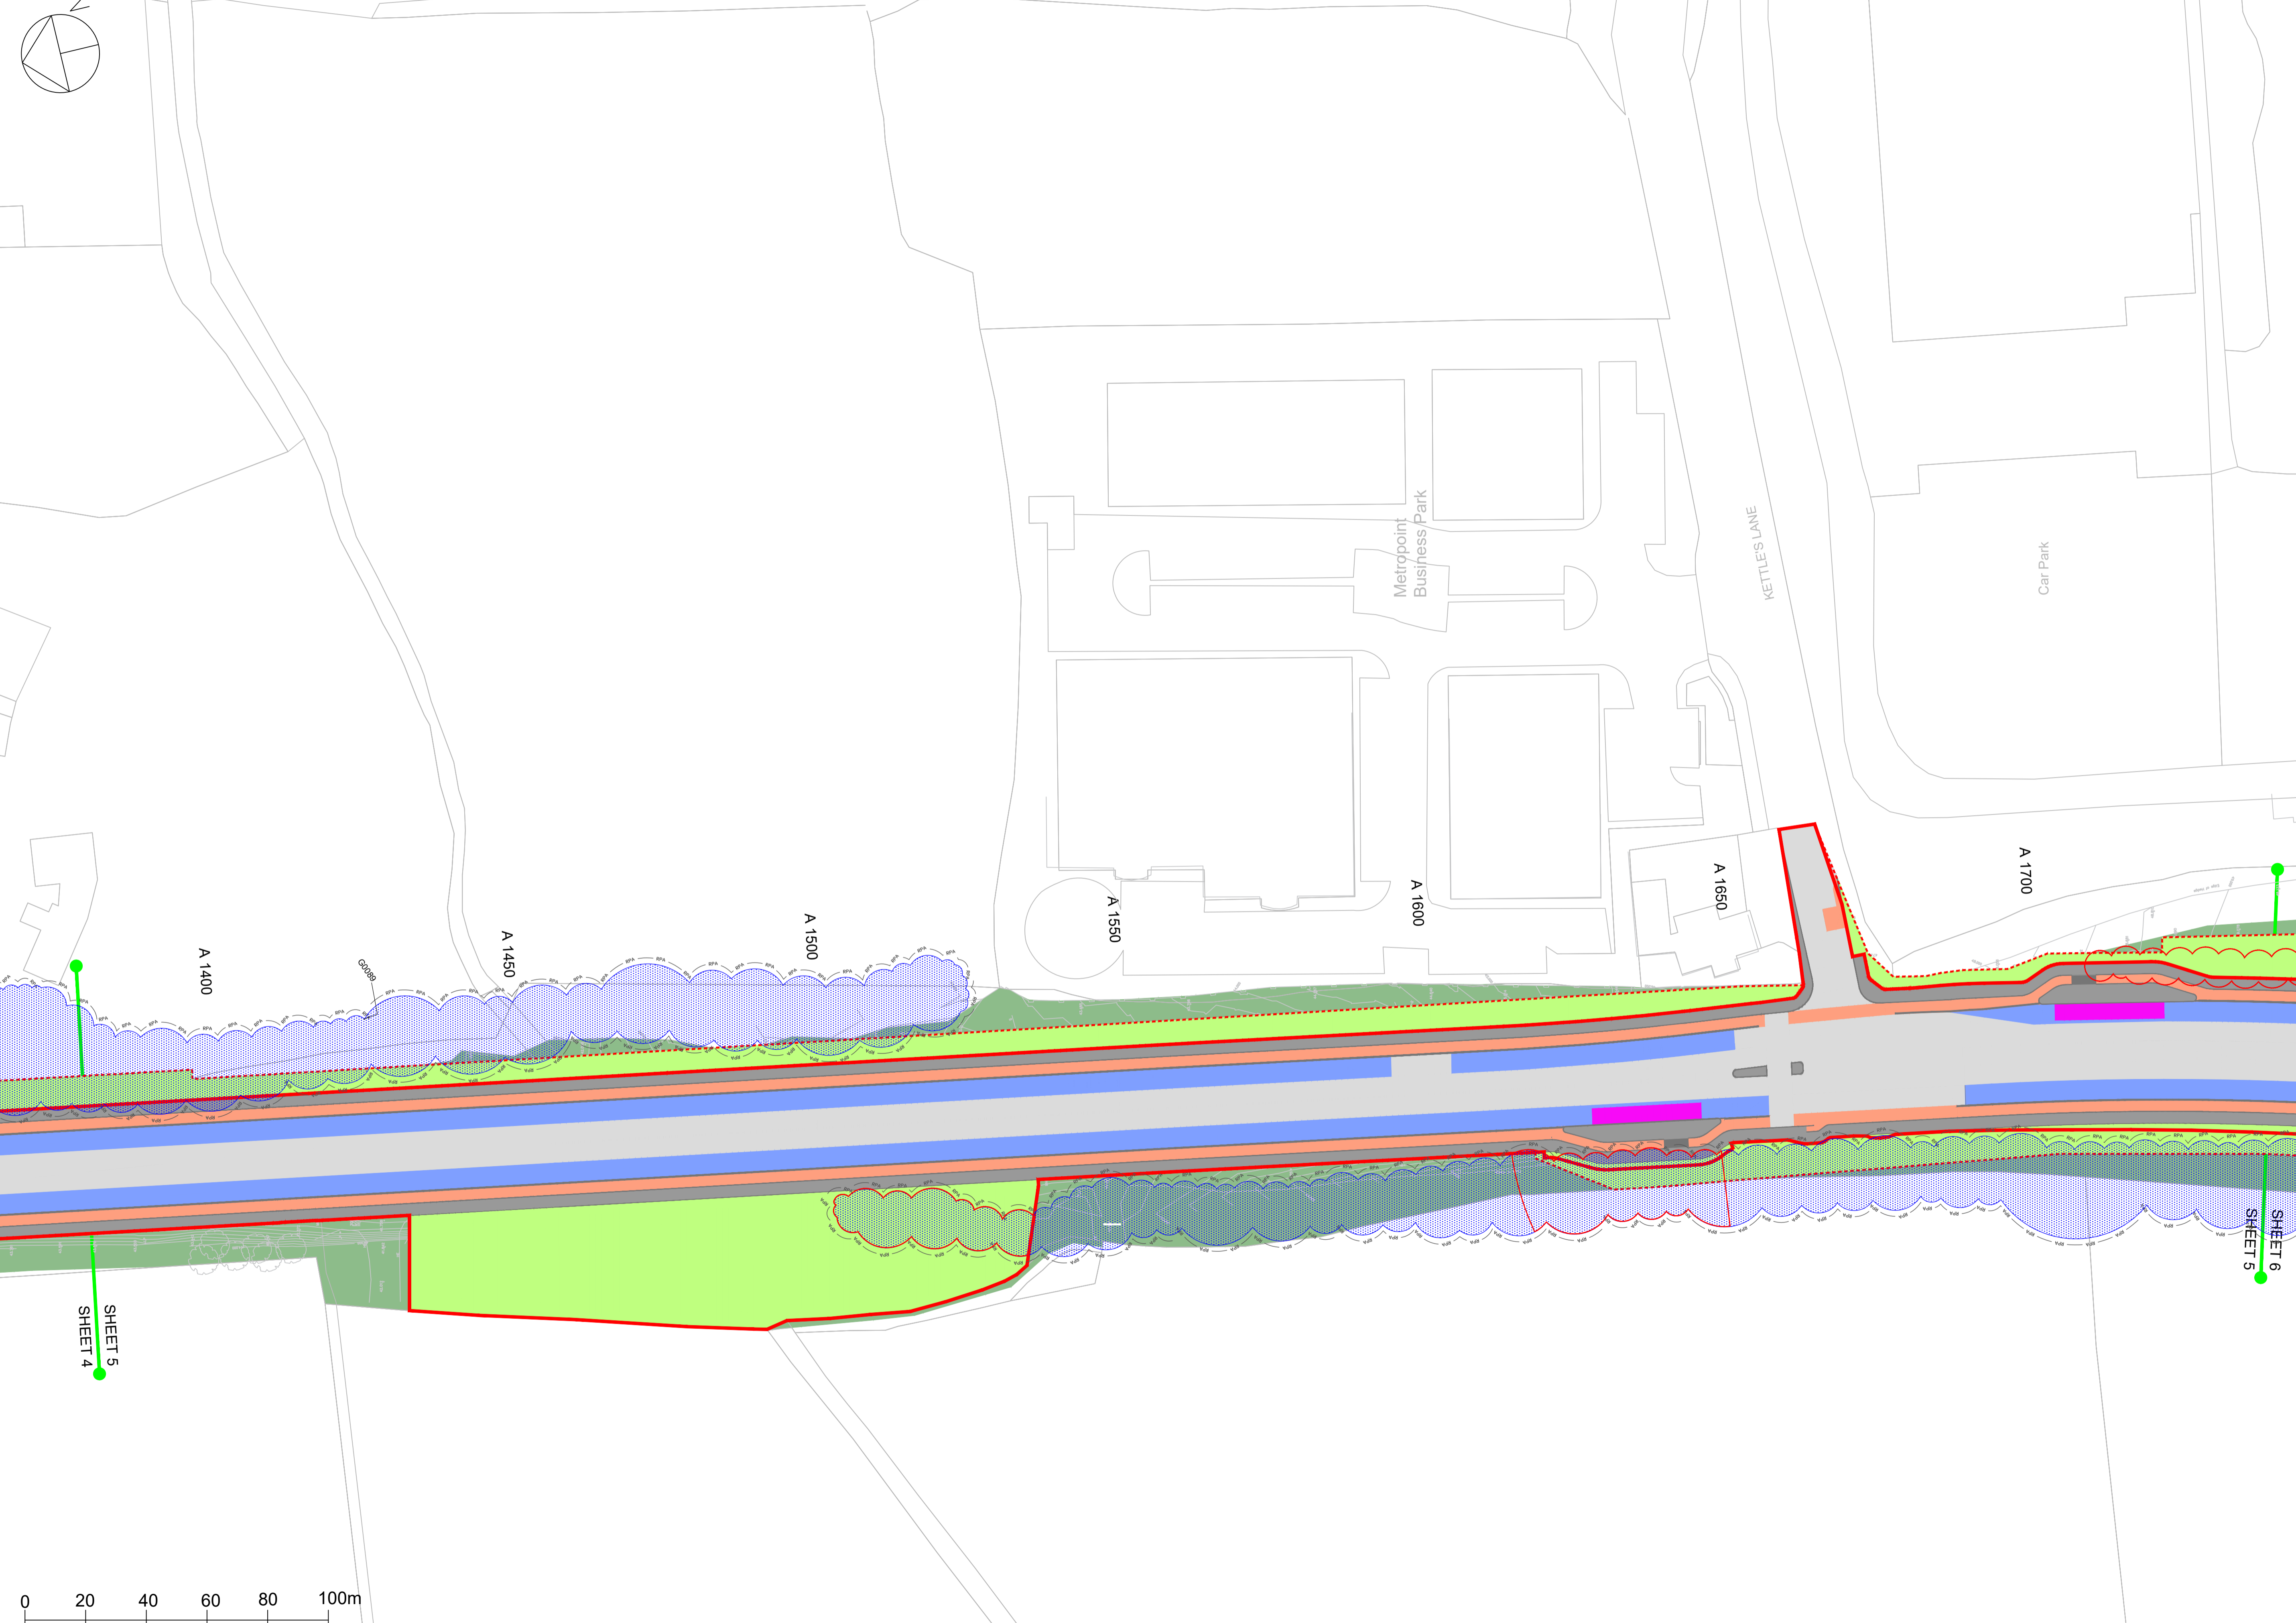 Metropoint
Business Park
KETTLE'S LANE
Car Park
A 1400
A 1450
A 1500
A 1550
A 1600
A 1650
A 1700
G0089
RPA
SHEET 4
SHEET 5
SHEET 5
SHEET 6
0 20 40 60 80 100m